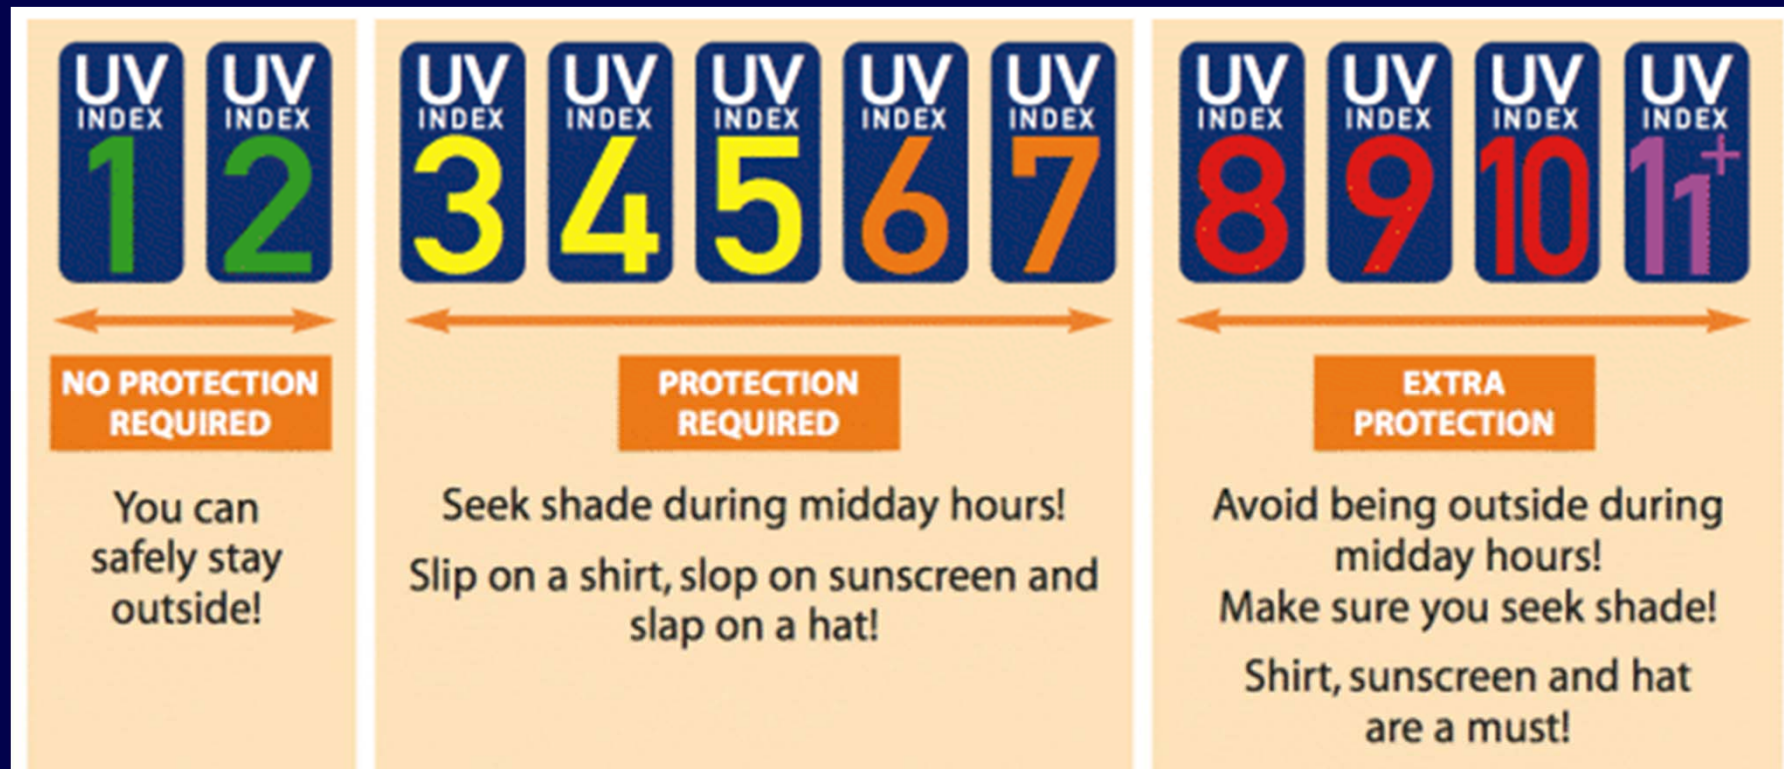 UV
INDEX
1
UV
INDEX
2
NO PROTECTION
REQUIRED
You can
safely stay
outside!
UV
INDEX
3
UV
INDEX
4
UV
INDEX
5
UV
INDEX
6
UV
INDEX
7
PROTECTION
REQUIRED
Seek shade during midday hours!
Slip on a shirt, slop on sunscreen and
slap on a hat!
UV
INDEX
8
UV
INDEX
9
UV
INDEX
10
UV
INDEX
11+
EXTRA
PROTECTION
Avoid being outside during
midday hours!
Make sure you seek shade!
Shirt, sunscreen and hat
are a must!